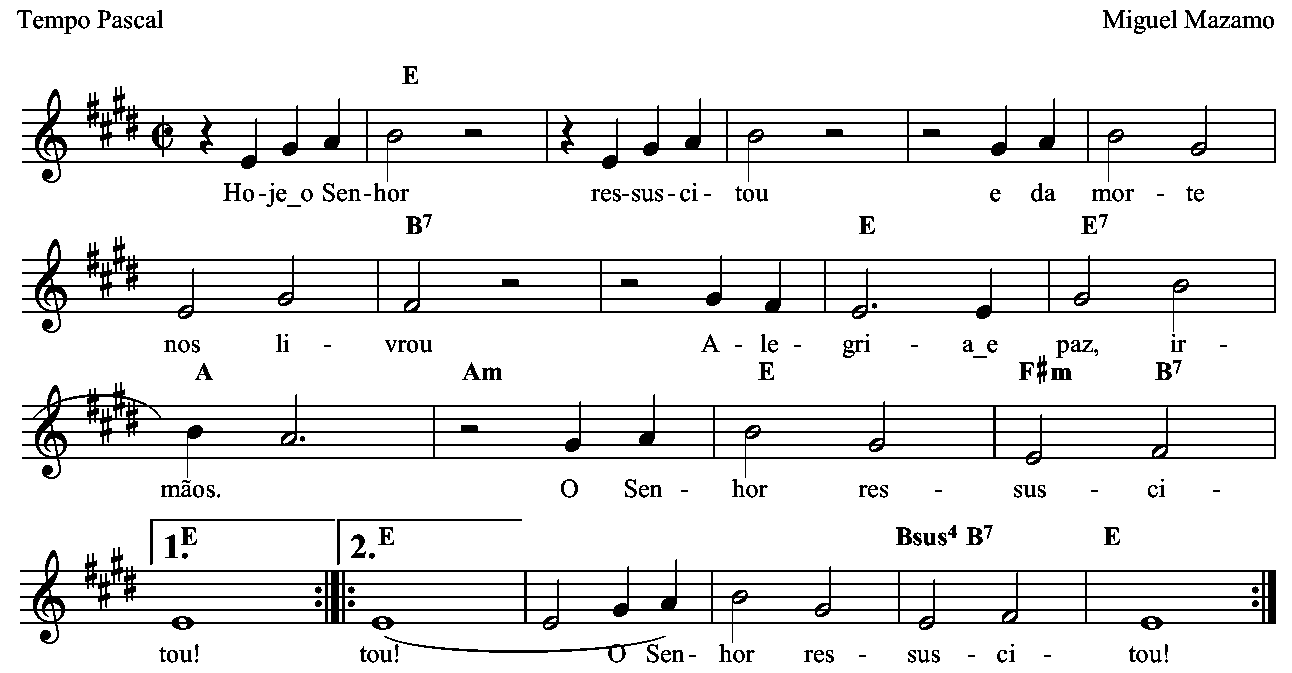 Tempo Pascal Miguel Mazamo
E
Ho-je_o Sen-hor res-sus-ci- tou e da mor - te
B7 E E7
nos li - vrou A - le - gri - a_e paz, ir -
A Am E F#m B7
mãos. O Sen - hor res - sus - ci -
1. E 2. E Bsus4 B7 E
tou! tou! O Sen- hor res - sus - ci - tou!